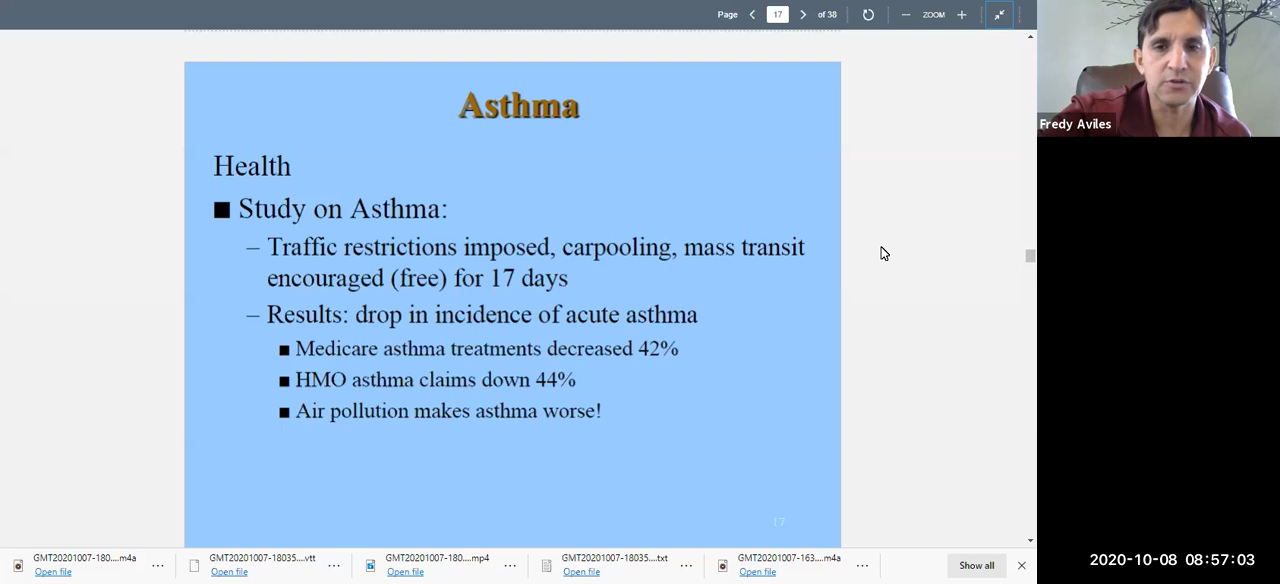 Page 17 of 38 ZOOM
Asthma
Health
Study on Asthma:
– Traffic restrictions imposed, carpooling, mass transit
encouraged (free) for 17 days
– Results: drop in incidence of acute asthma
Medicare asthma treatments decreased 42%
HMO asthma claims down 44%
Air pollution makes asthma worse!
17
Fredy Aviles
GMT20201007-180....m4a
Open file
GMT20201007-18035....vtt
Open file
GMT20201007-180....mp4
Open file
GMT20201007-18035....txt
Open file
GMT20201007-163....m4a
Open file
Show all
2020-10-08 08:57:03